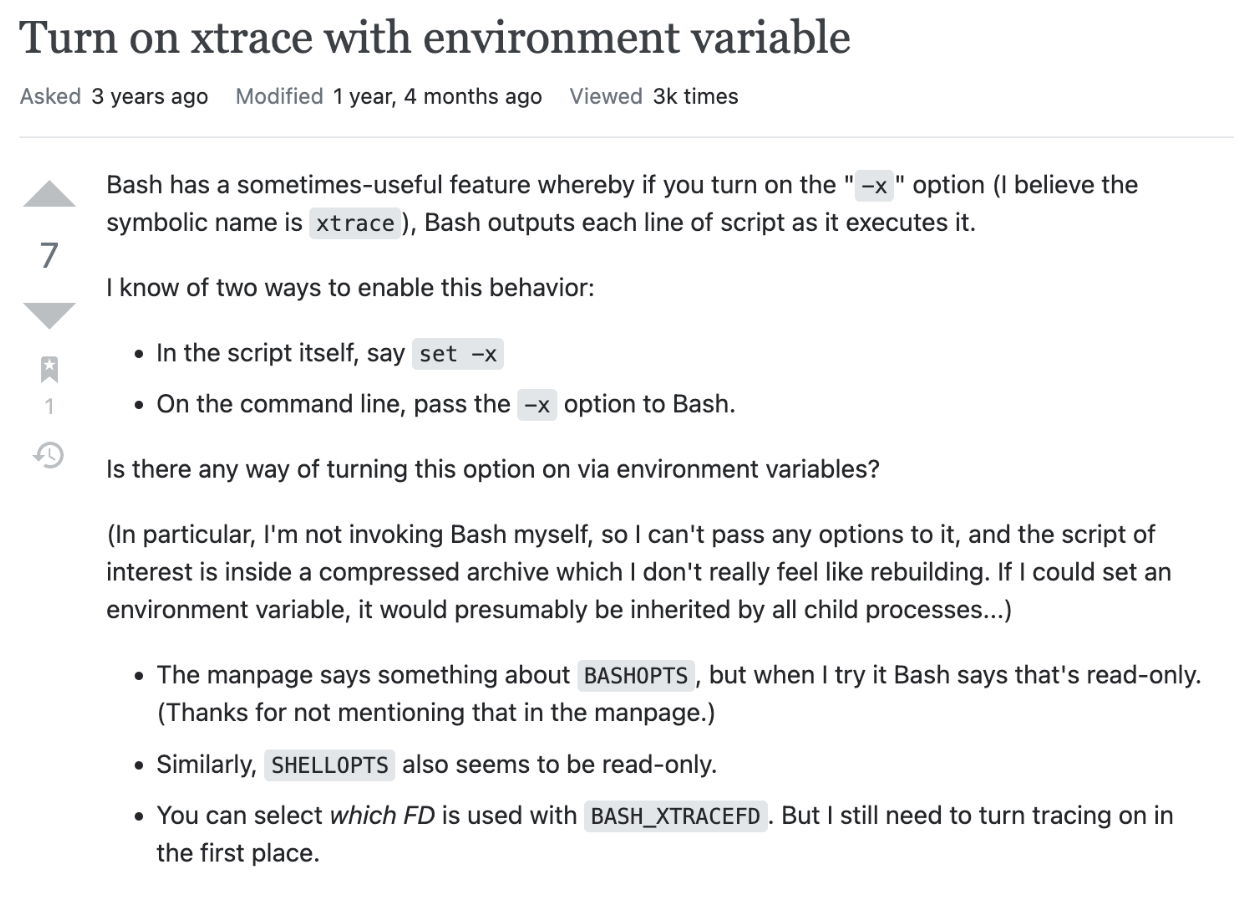 Turn on xtrace with environment variable
Asked 3 years ago Modified 1 year, 4 months ago Viewed 3k times
Bash has a sometimes-useful feature whereby if you turn on the "-x" option (I believe the
symbolic name is xtrace), Bash outputs each line of script as it executes it.
7
I know of two ways to enable this behavior:
• In the script itself, say set -x
• On the command line, pass the -x option to Bash.
1
Is there any way of turning this option on via environment variables?
(In particular, I'm not invoking Bash myself, so I can't pass any options to it, and the script of
interest is inside a compressed archive which I don't really feel like rebuilding. If I could set an
environment variable, it would presumably be inherited by all child processes...)
• The manpage says something about BASHOPTS, but when I try it Bash says that's read-only.
(Thanks for not mentioning that in the manpage.)
• Similarly, SHELLOPTS also seems to be read-only.
• You can select which FD is used with BASH_XTRACEFD. But I still need to turn tracing on in
the first place.